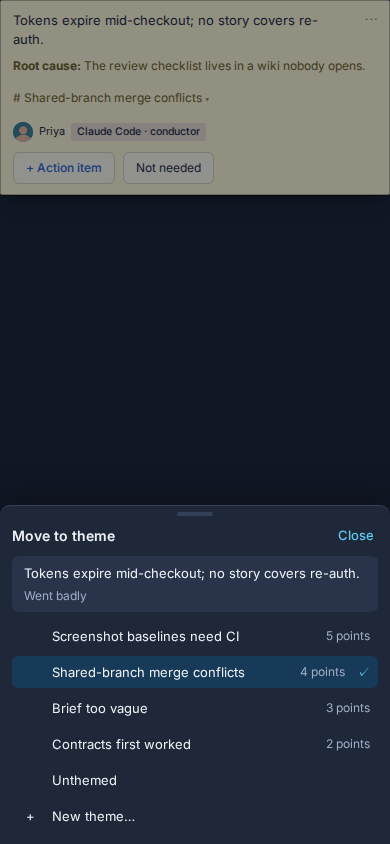 Tokens expire mid-checkout; no story covers re-
auth.
···
Root cause: The review checklist lives in a wiki nobody opens.
# Shared-branch merge conflicts ▾
Priya Claude Code · conductor
+ Action item Not needed
Move to theme Close
Tokens expire mid-checkout; no story covers re-auth.
Went badly
Screenshot baselines need CI 5 points
Shared-branch merge conflicts 4 points ✓
Brief too vague 3 points
Contracts first worked 2 points
Unthemed
+ New theme...